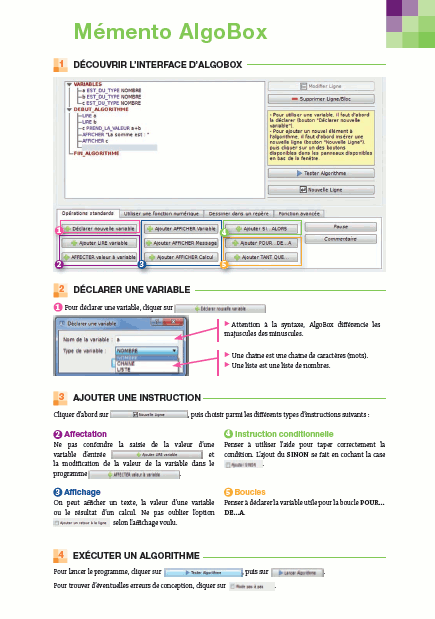 Mémento AlgoBox
1 DÉCOUVRIR L'INTERFACE D'ALGOBOX
VARIABLES
a EST_DU_TYPE NOMBRE
b EST_DU_TYPE NOMBRE
c EST_DU_TYPE NOMBRE
DEBUT_ALGORITHME
LIRE a
LIRE b
c PREND_LA_VALEUR a+b
AFFICHER "La somme est : "
AFFICHER c
FIN_ALGORITHME
Modifier Ligne
Supprimer Ligne/Bloc
- Pour utiliser une variable, il faut d'abord
la déclarer (bouton "Déclarer nouvelle
variable").
- Pour ajouter un nouvel élément à
l'algorithme, il faut d'abord insérer une
nouvelle ligne (bouton "Nouvelle Ligne"),
puis cliquer sur un des boutons
disponibles dans les panneaux disponibles
en bas de la fenêtre.
Tester Algorithme
Nouvelle Ligne
Opérations standards Utiliser une fonction numérique Dessiner dans un repère Fonction avancée
1 Déclarer nouvelle variable Ajouter AFFICHER Variable 4 Ajouter SI...ALORS Pause
Ajouter LIRE variable Ajouter AFFICHER Message Ajouter POUR...DE...A Commentaire
2 AFFECTER valeur à variable 3 Ajouter AFFICHER Calcul 5 Ajouter TANT QUE...
2 DÉCLARER UNE VARIABLE
1 Pour déclarer une variable, cliquer sur Déclarer nouvelle variable
Déclarer une variable
Nom de la variable : a
Type de variable : NOMBRE
NOMBRE
CHAINE
LISTE
Attention à la syntaxe, AlgoBox différencie les
majuscules des minuscules.
Une chaine est une chaine de caractères (mots).
Une liste est une liste de nombres.
3 AJOUTER UNE INSTRUCTION
Cliquer d'abord sur Nouvelle Ligne, puis choisir parmi les différents types d'instructions suivants :
2 Affectation
Ne pas confondre la saisie de la valeur d'une
variable d'entrée Ajouter LIRE variable et
la modification de la valeur de la variable dans le
programme AFFECTER valeur à variable.
3 Affichage
On peut afficher un texte, la valeur d'une variable
ou le résultat d'un calcul. Ne pas oublier l'option
Ajouter un retour à la ligne selon l'affichage voulu.
4 Instruction conditionnelle
Penser à utiliser l'aide pour taper correctement la
condition. L'ajout du SINON se fait en cochant la case
Ajouter SINON.
5 Boucles
Penser à déclarer la variable utile pour la boucle POUR...
DE...A.
4 EXÉCUTER UN ALGORITHME
Pour lancer le programme, cliquer sur Tester Algorithme, puis sur Lancer Algorithme.
Pour trouver d'éventuelles erreurs de conception, cliquer sur Mode pas à pas.